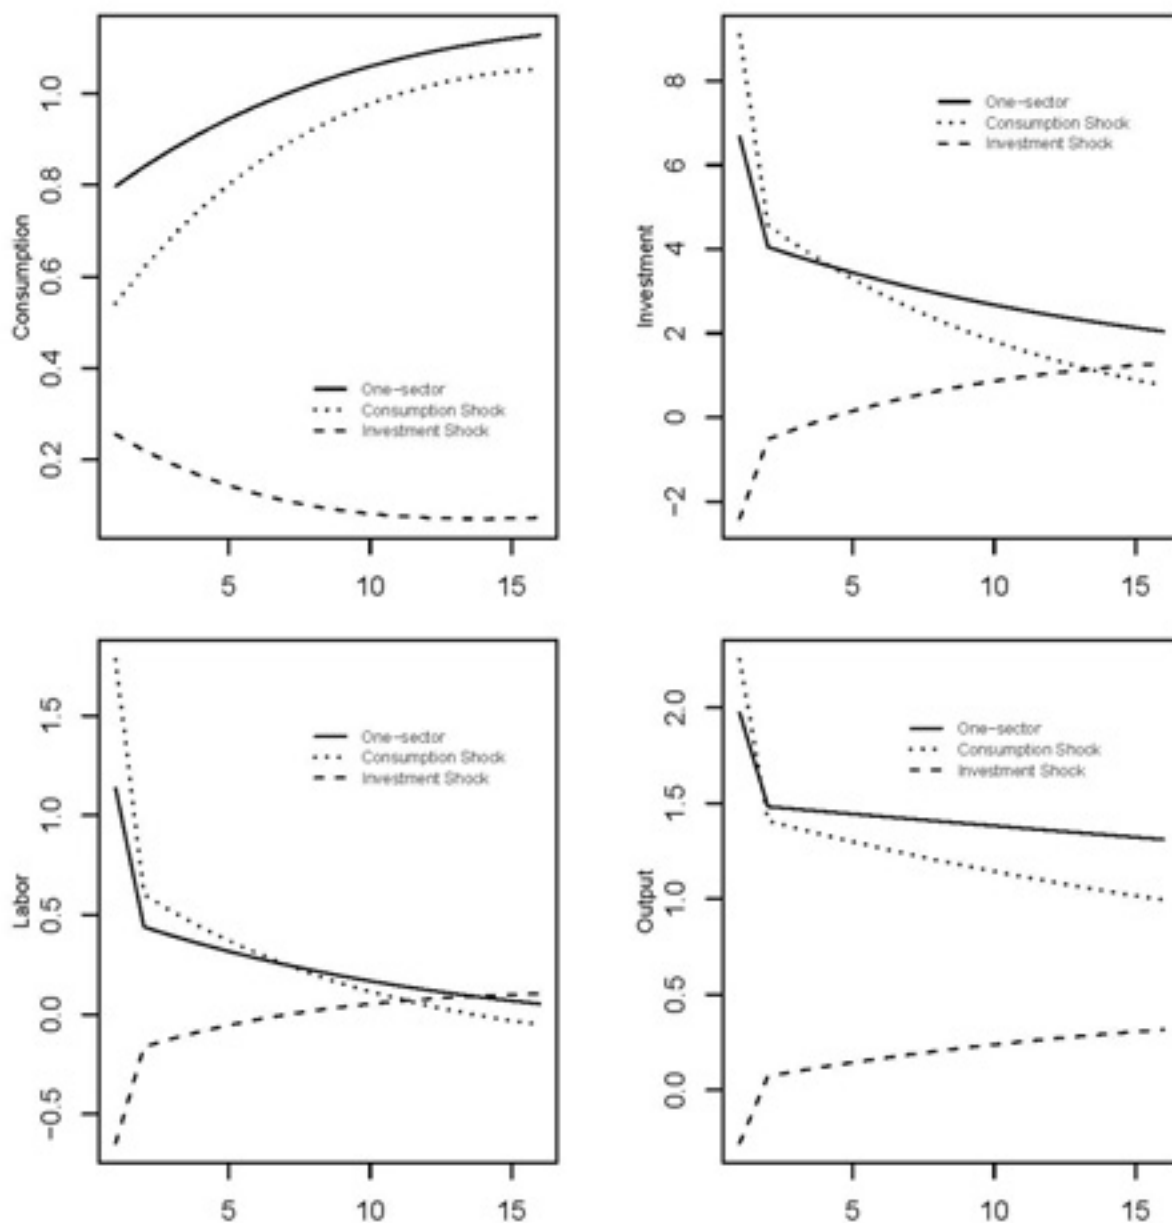 Consumption
1.0
0.8
0.6
0.4
0.2
One-sector
Consumption Shock
Investment Shock
5 10 15
Investment
8
6
4
2
0
−2
One-sector
Consumption Shock
Investment Shock
5 10 15
Labor
1.5
1.0
0.5
0.0
−0.5
One-sector
Consumption Shock
Investment Shock
5 10 15
Output
2.0
1.5
1.0
0.5
0.0
One-sector
Consumption Shock
Investment Shock
5 10 15